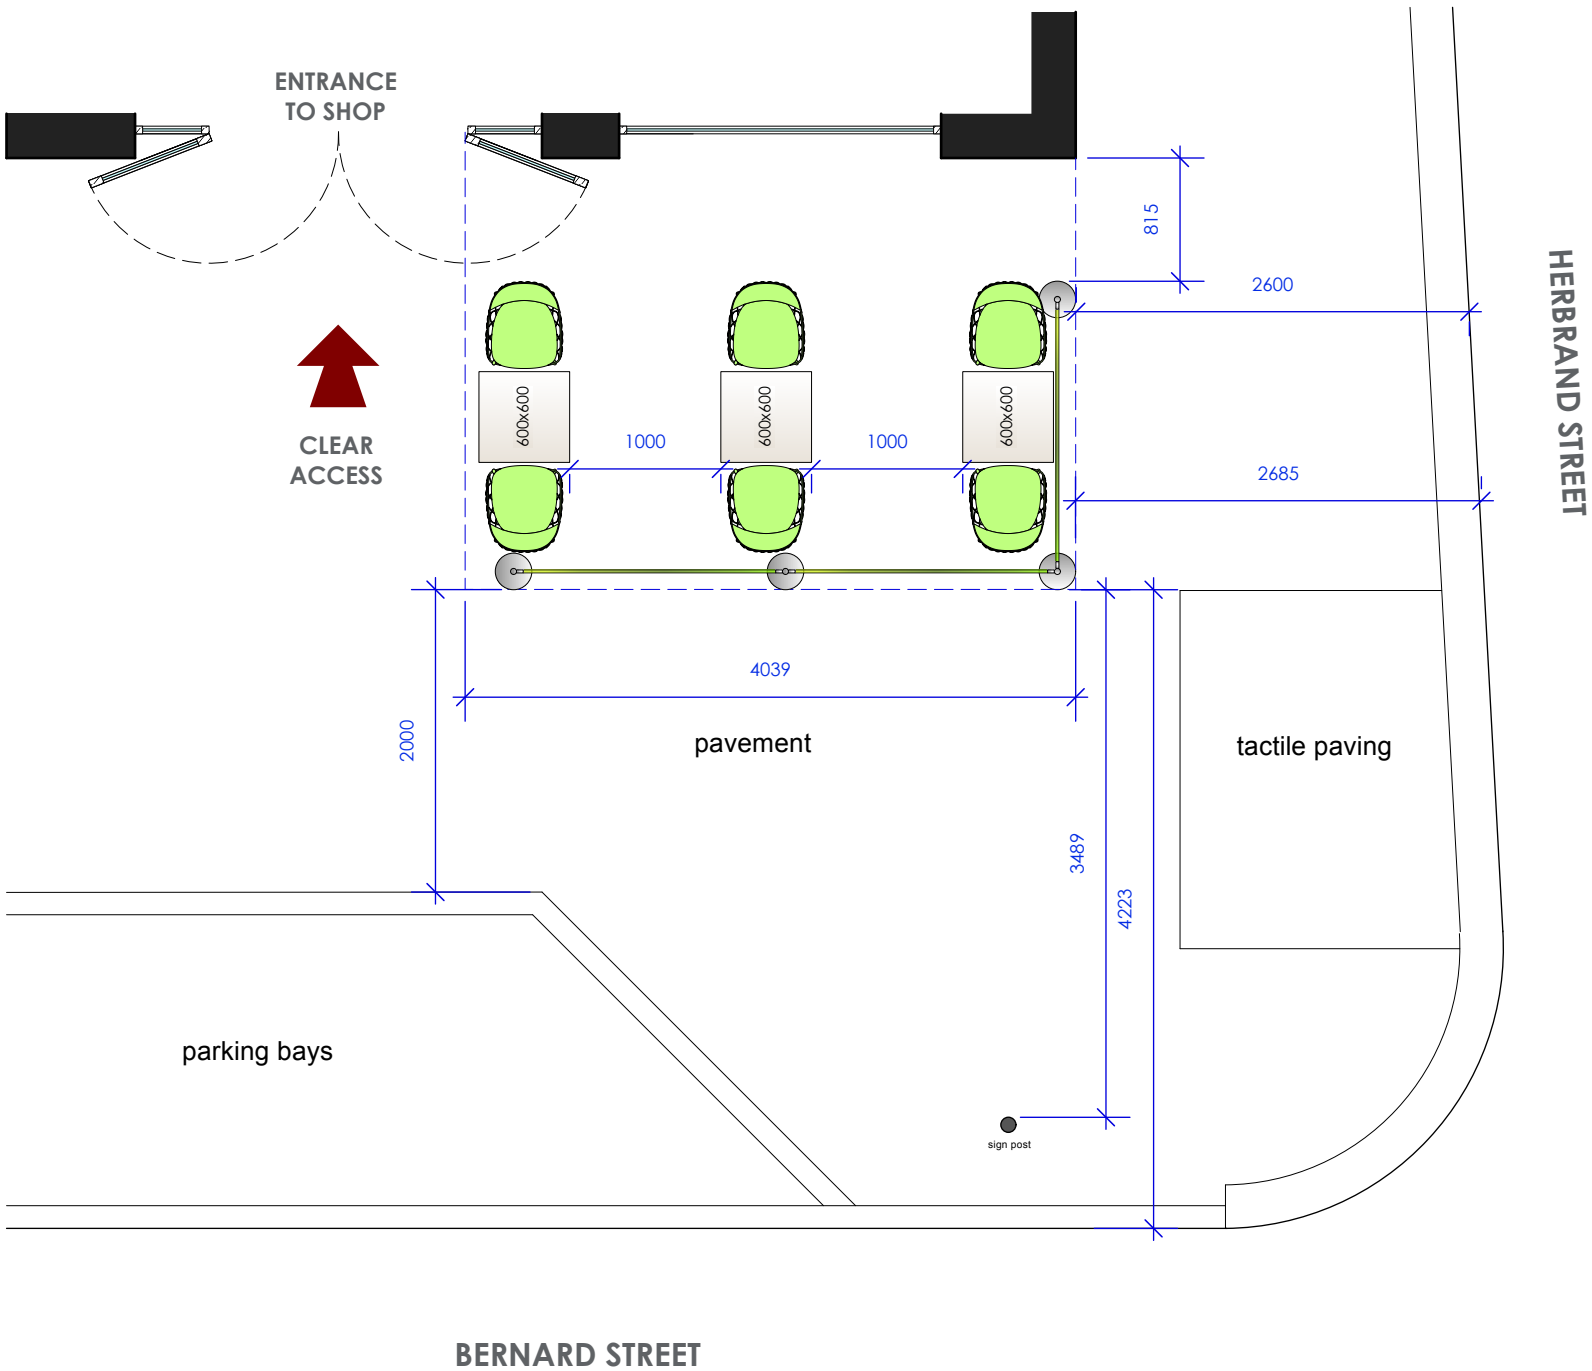 ENTRANCE
TO SHOP
815
2600
HERBRAND STREET
600x600
600x600
600x600
1000
1000
CLEAR
ACCESS
2685
4039
2000
pavement
tactile paving
3489
4223
parking bays
sign post
BERNARD STREET